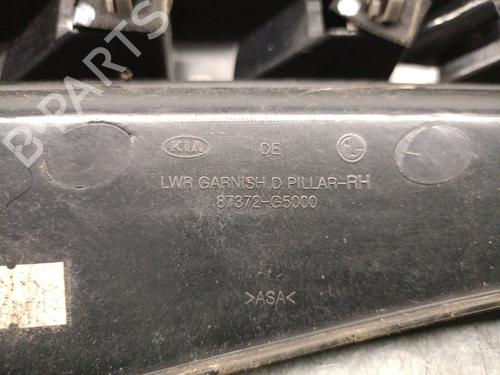 B-PARTS
KIA DE
LWR GARNISH D PILLAR-RH
87372-G5000
>ASA<